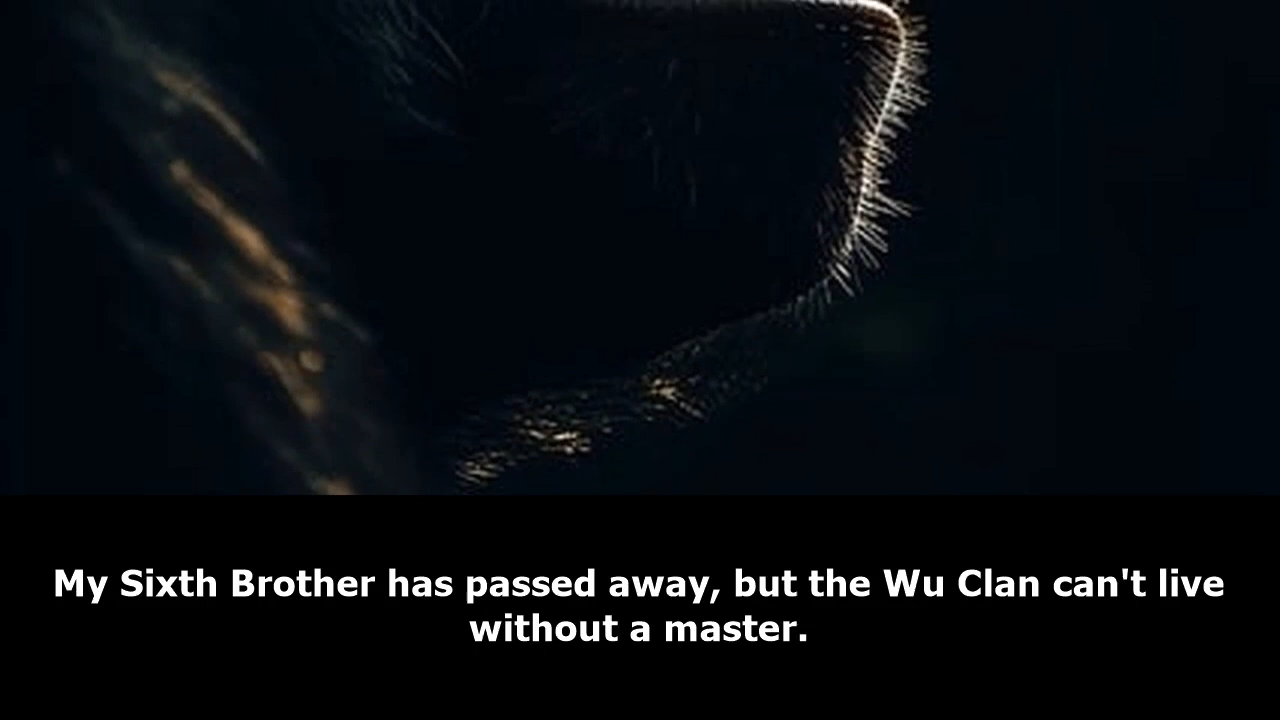 My Sixth Brother has passed away, but the Wu Clan can't live
without a master.